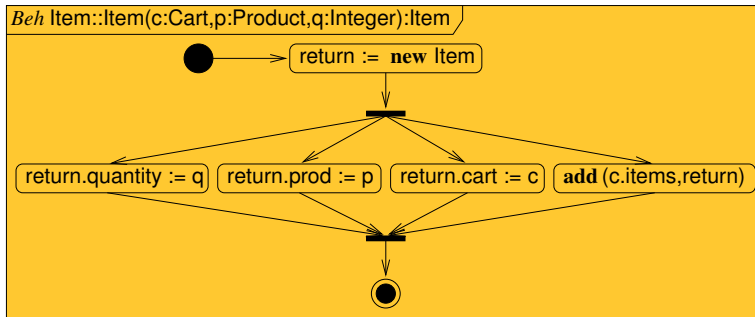 Beh Item::Item(c:Cart,p:Product,q:Integer):Item
return := new Item
return.quantity := q
return.prod := p
return.cart := c
add (c.items,return)